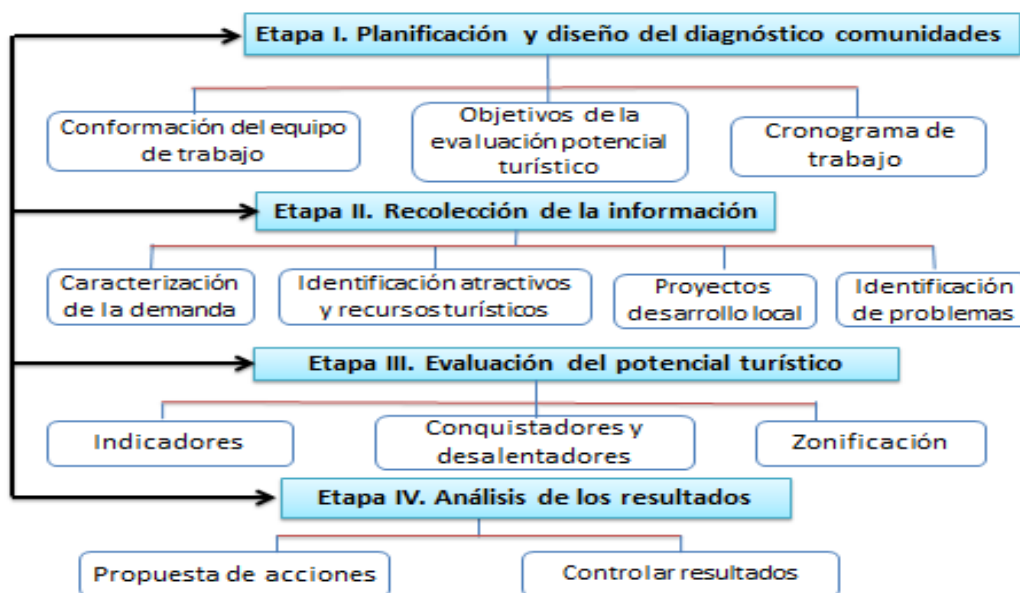 Etapa I. Planificación y diseño del diagnóstico comunidades
Conformación del equipo
de trabajo
Objetivos de la
evaluación potencial
turístico
Cronograma de
trabajo
Etapa II. Recolección de la información
Caracterización
de la demanda
Identificación atractivos
y recursos turísticos
Proyectos
desarrollo local
Identificación
de problemas
Etapa III. Evaluación del potencial turístico
Indicadores
Conquistadores y
desalentadores
Zonificación
Etapa IV. Análisis de los resultados
Propuesta de acciones
Controlar resultados